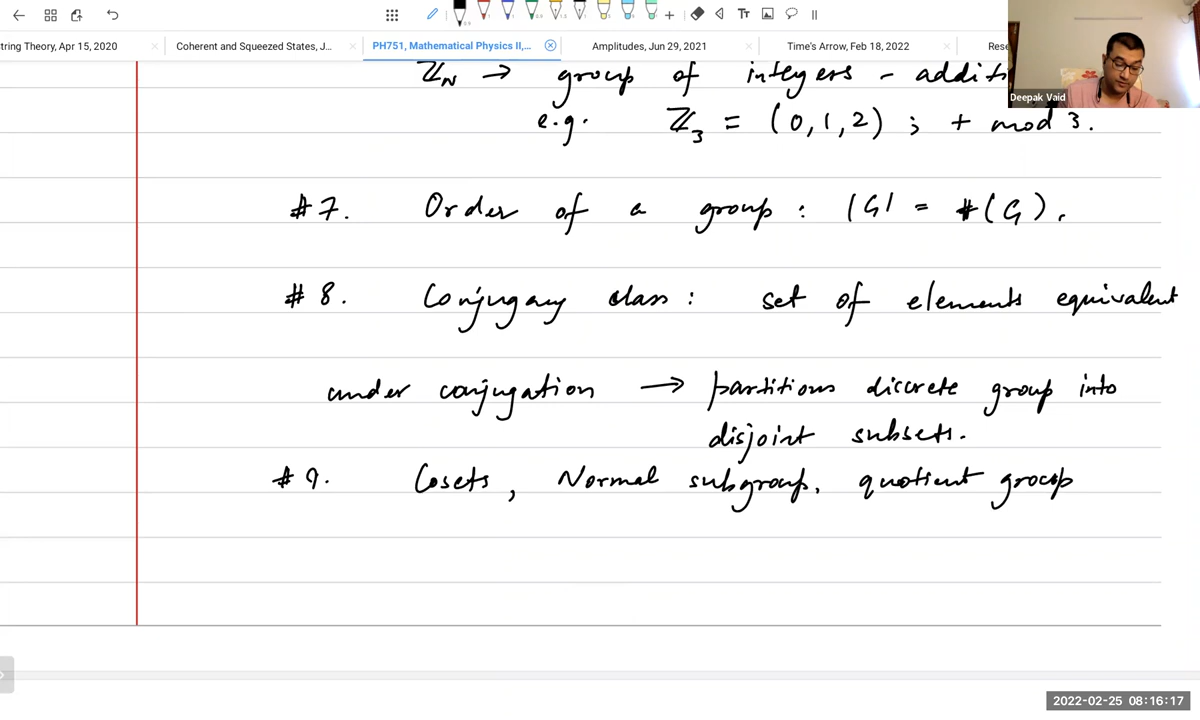 tring Theory, Apr 15, 2020
Coherent and Squeezed States, J...
PH751, Mathematical Physics II,...
Amplitudes, Jun 29, 2021
Time's Arrow, Feb 18, 2022
Rese
Deepak Vaid
ℤ_N → group of integers - additi
e.g. ℤ₃ = (0,1,2) ; + mod 3.
#7. Order of a group : |G| = #(G).
#8. Conjugacy class : set of elements equivalent
under conjugation → partitions discrete group into
disjoint subsets.
#9. Cosets, Normal subgroup, quotient group
2022-02-25 08:16:17